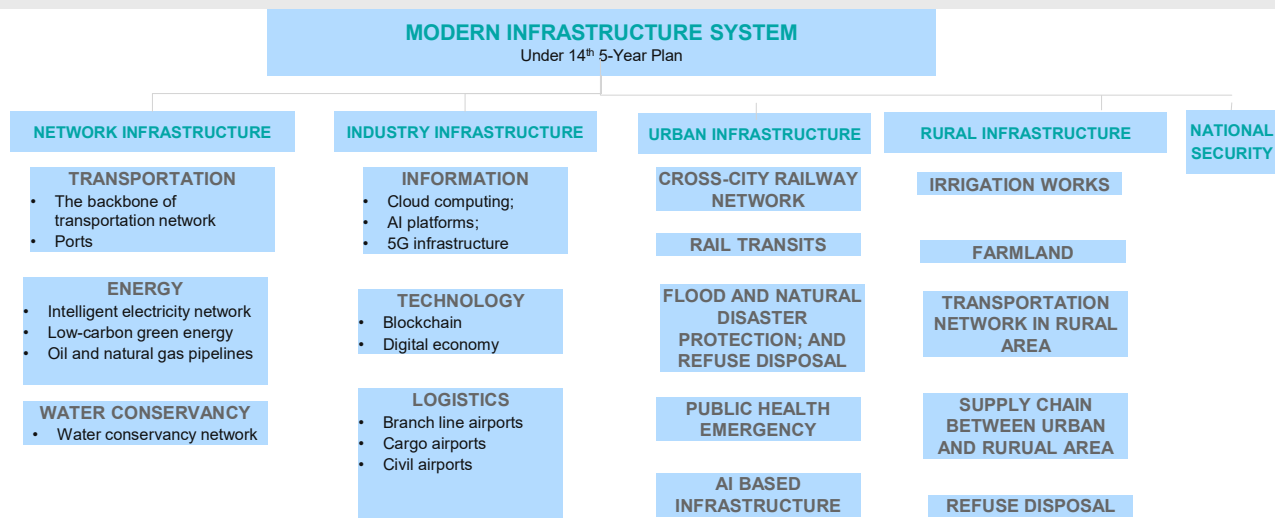 MODERN INFRASTRUCTURE SYSTEM
Under 14th 5-Year Plan
NETWORK INFRASTRUCTURE
TRANSPORTATION
• The backbone of
transportation network
• Ports
ENERGY
• Intelligent electricity network
• Low-carbon green energy
• Oil and natural gas pipelines
WATER CONSERVANCY
• Water conservancy network
INDUSTRY INFRASTRUCTURE
INFORMATION
• Cloud computing;
• AI platforms;
• 5G infrastructure
TECHNOLOGY
• Blockchain
• Digital economy
LOGISTICS
• Branch line airports
• Cargo airports
• Civil airports
URBAN INFRASTRUCTURE
CROSS-CITY RAILWAY
NETWORK
RAIL TRANSITS
FLOOD AND NATURAL
DISASTER
PROTECTION; AND
REFUSE DISPOSAL
PUBLIC HEALTH
EMERGENCY
AI BASED
INFRASTRUCTURE
RURAL INFRASTRUCTURE
IRRIGATION WORKS
FARMLAND
TRANSPORTATION
NETWORK IN RURAL
AREA
SUPPLY CHAIN
BETWEEN URBAN
AND RURUAL AREA
REFUSE DISPOSAL
NATIONAL
SECURITY